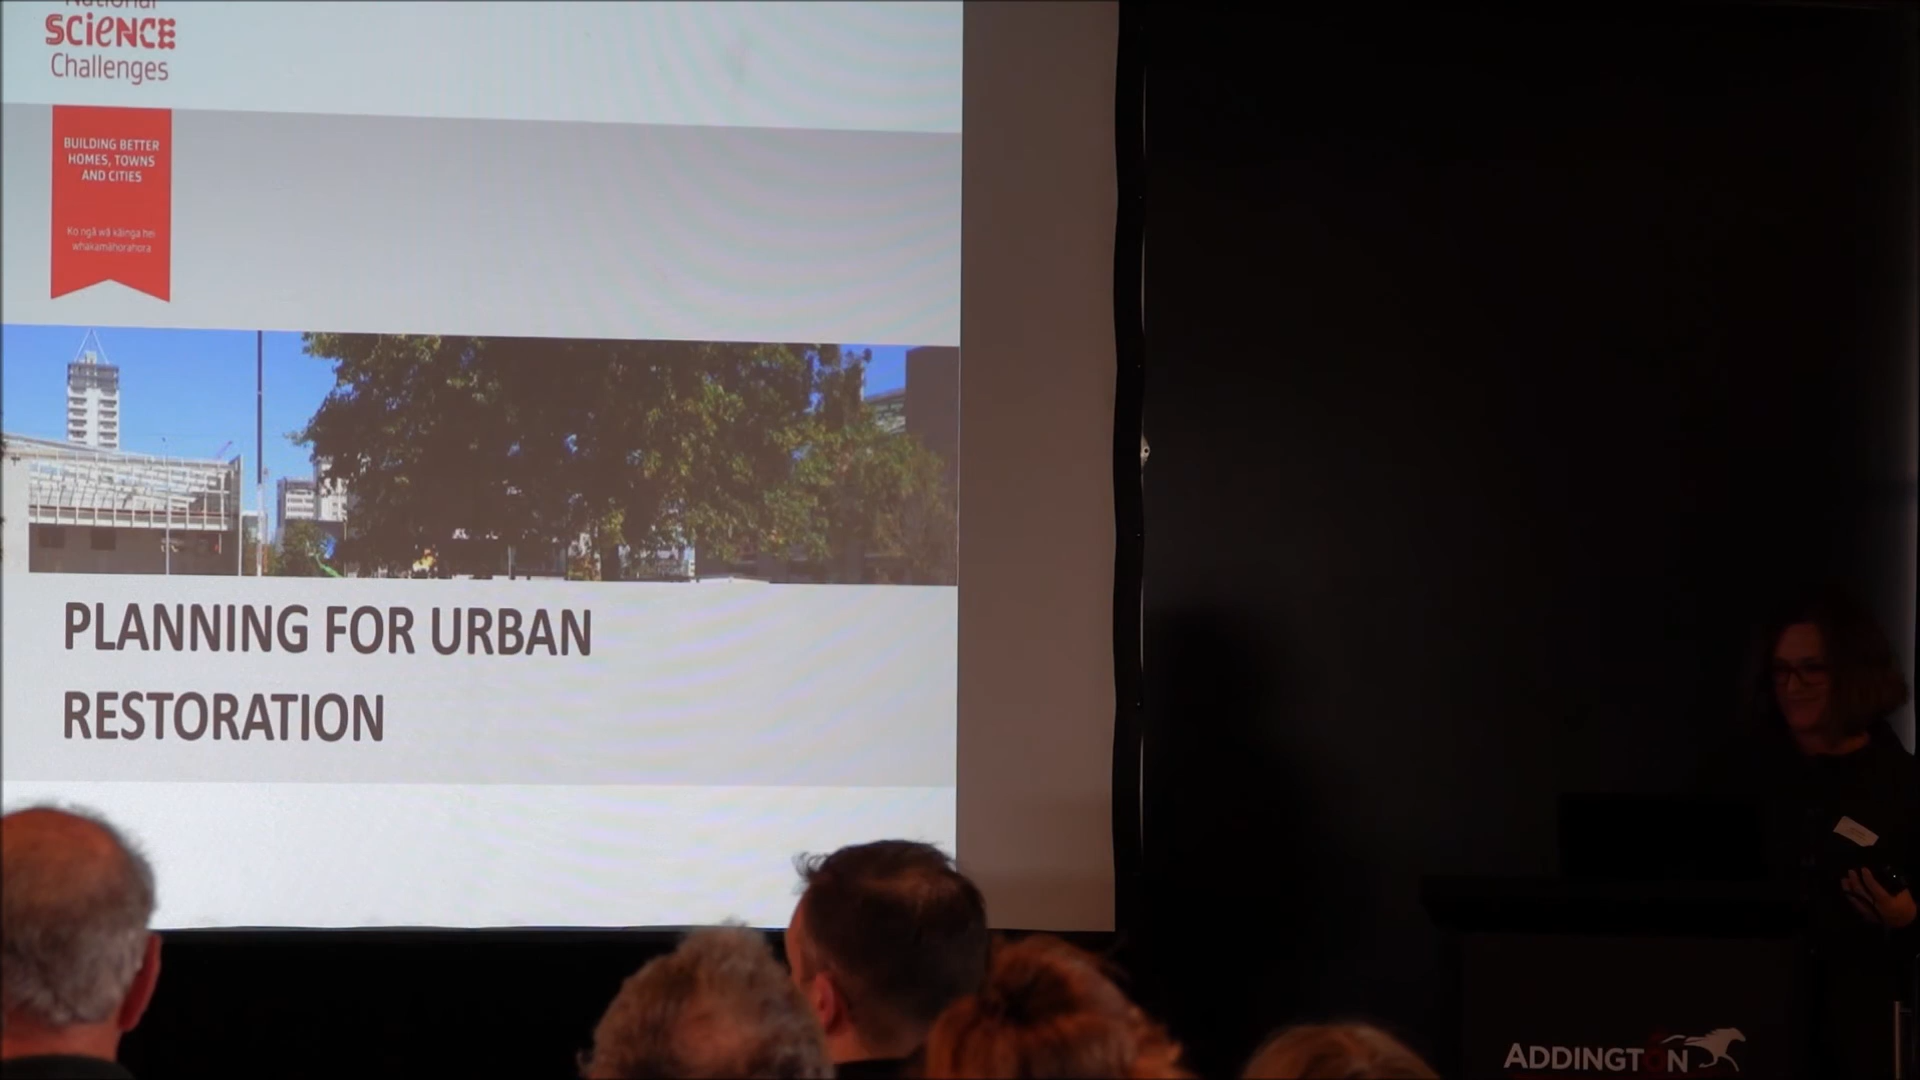 National
SCIENCE
Challenges
BUILDING BETTER
HOMES, TOWNS
AND CITIES
Ko ngā wā kāinga hei
whakamāhorahora
PLANNING FOR URBAN
RESTORATION
ADDINGTON